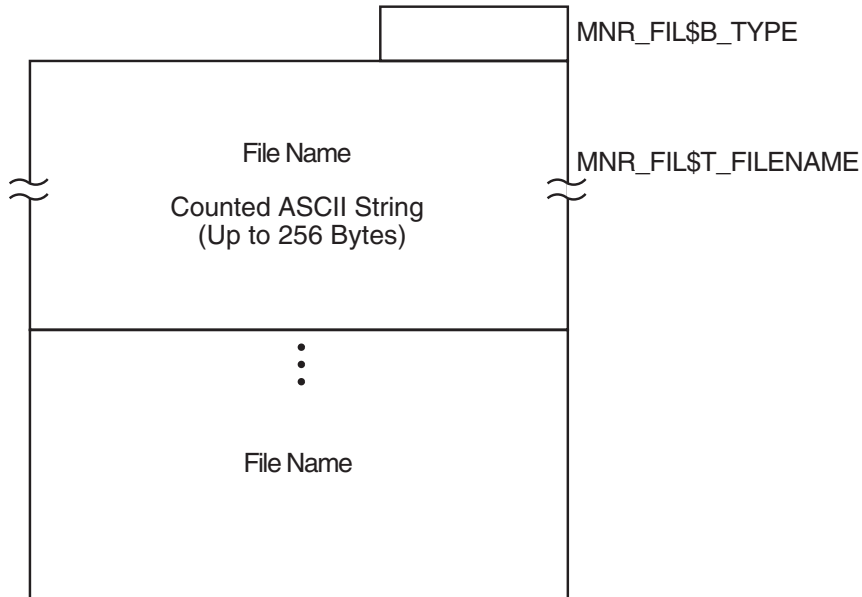 MNR_FIL$B_TYPE
File Name
MNR_FIL$T_FILENAME
Counted ASCII String
(Up to 256 Bytes)
File Name